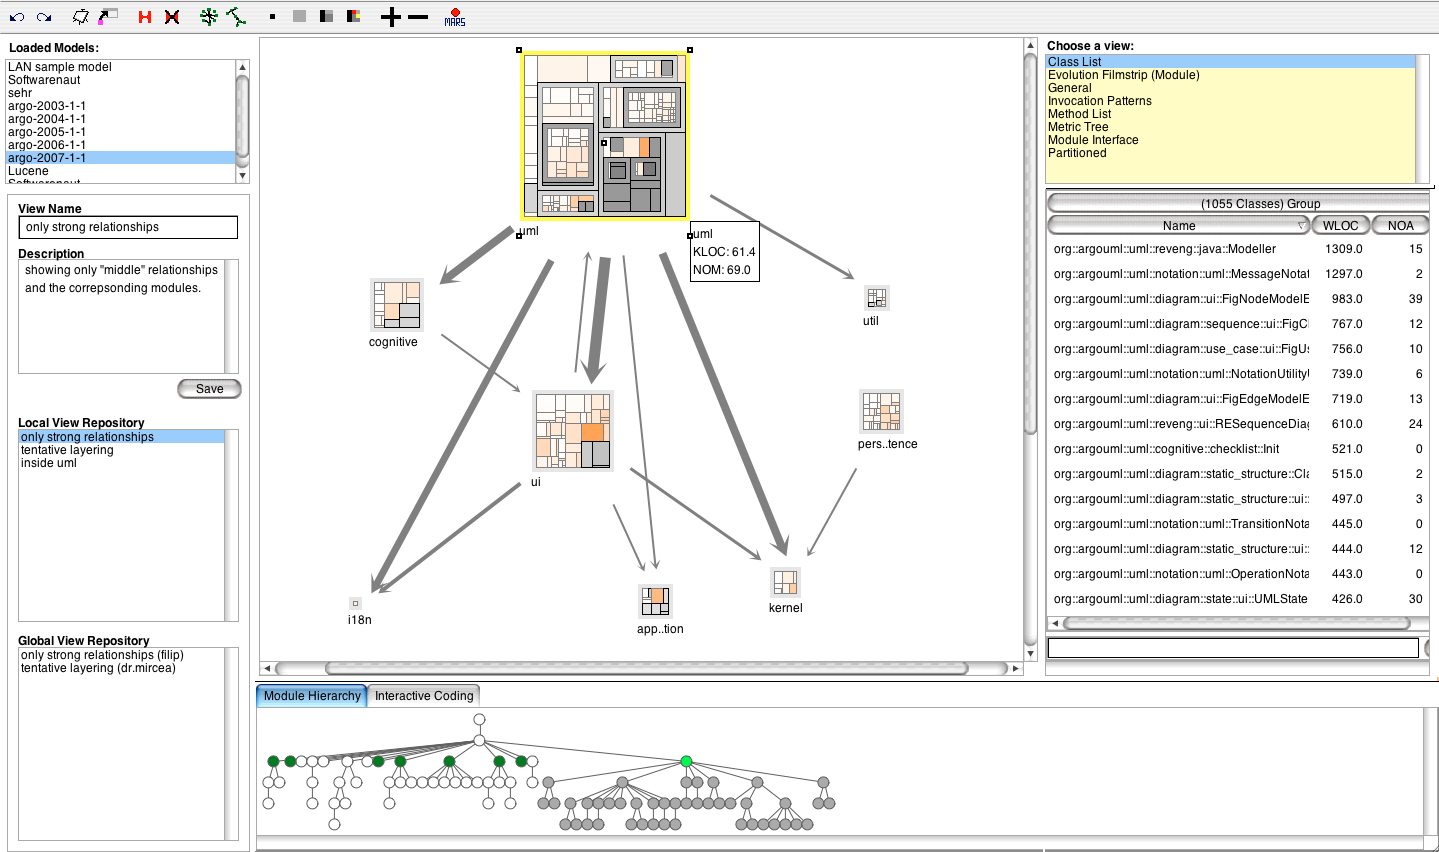 MARS
Loaded Models:
LAN sample model
Softwarenaut
sehr
argo-2003-1-1
argo-2004-1-1
argo-2005-1-1
argo-2006-1-1
argo-2007-1-1
Lucene
Softwarenaut
View Name
only strong relationships
Description
showing only "middle" relationships
and the correpsonding modules.
Save
Local View Repository
only strong relationships
tentative layering
inside uml
Global View Repository
only strong relationships (filip)
tentative layering (dr.mircea)
uml
uml
KLOC: 61.4
NOM: 69.0
cognitive
util
ui
pers..tence
i18n
app..tion
kernel
Module Hierarchy
Interactive Coding
Choose a view:
Class List
Evolution Filmstrip (Module)
General
Invocation Patterns
Method List
Metric Tree
Module Interface
Partitioned
(1055 Classes) Group
Name WLOC NOA
org::argouml::uml::reveng::java::Modeller 1309.0 15
org::argouml::uml::notation::uml::MessageNotat 1297.0 2
org::argouml::uml::diagram::ui::FigNodeModelE 983.0 39
org::argouml::uml::diagram::sequence::ui::FigCl 767.0 12
org::argouml::uml::diagram::use_case::ui::FigUs 756.0 10
org::argouml::uml::notation::uml::NotationUtilityU 739.0 6
org::argouml::uml::diagram::ui::FigEdgeModelE 719.0 13
org::argouml::uml::reveng::ui::RESequenceDiag 610.0 24
org::argouml::uml::cognitive::checklist::Init 521.0 0
org::argouml::uml::diagram::static_structure::Cla 515.0 2
org::argouml::uml::diagram::static_structure::ui:: 497.0 3
org::argouml::uml::notation::uml::TransitionNota 445.0 0
org::argouml::uml::diagram::static_structure::ui:: 444.0 12
org::argouml::uml::notation::uml::OperationNota 443.0 0
org::argouml::uml::diagram::state::ui::UMLState 426.0 30